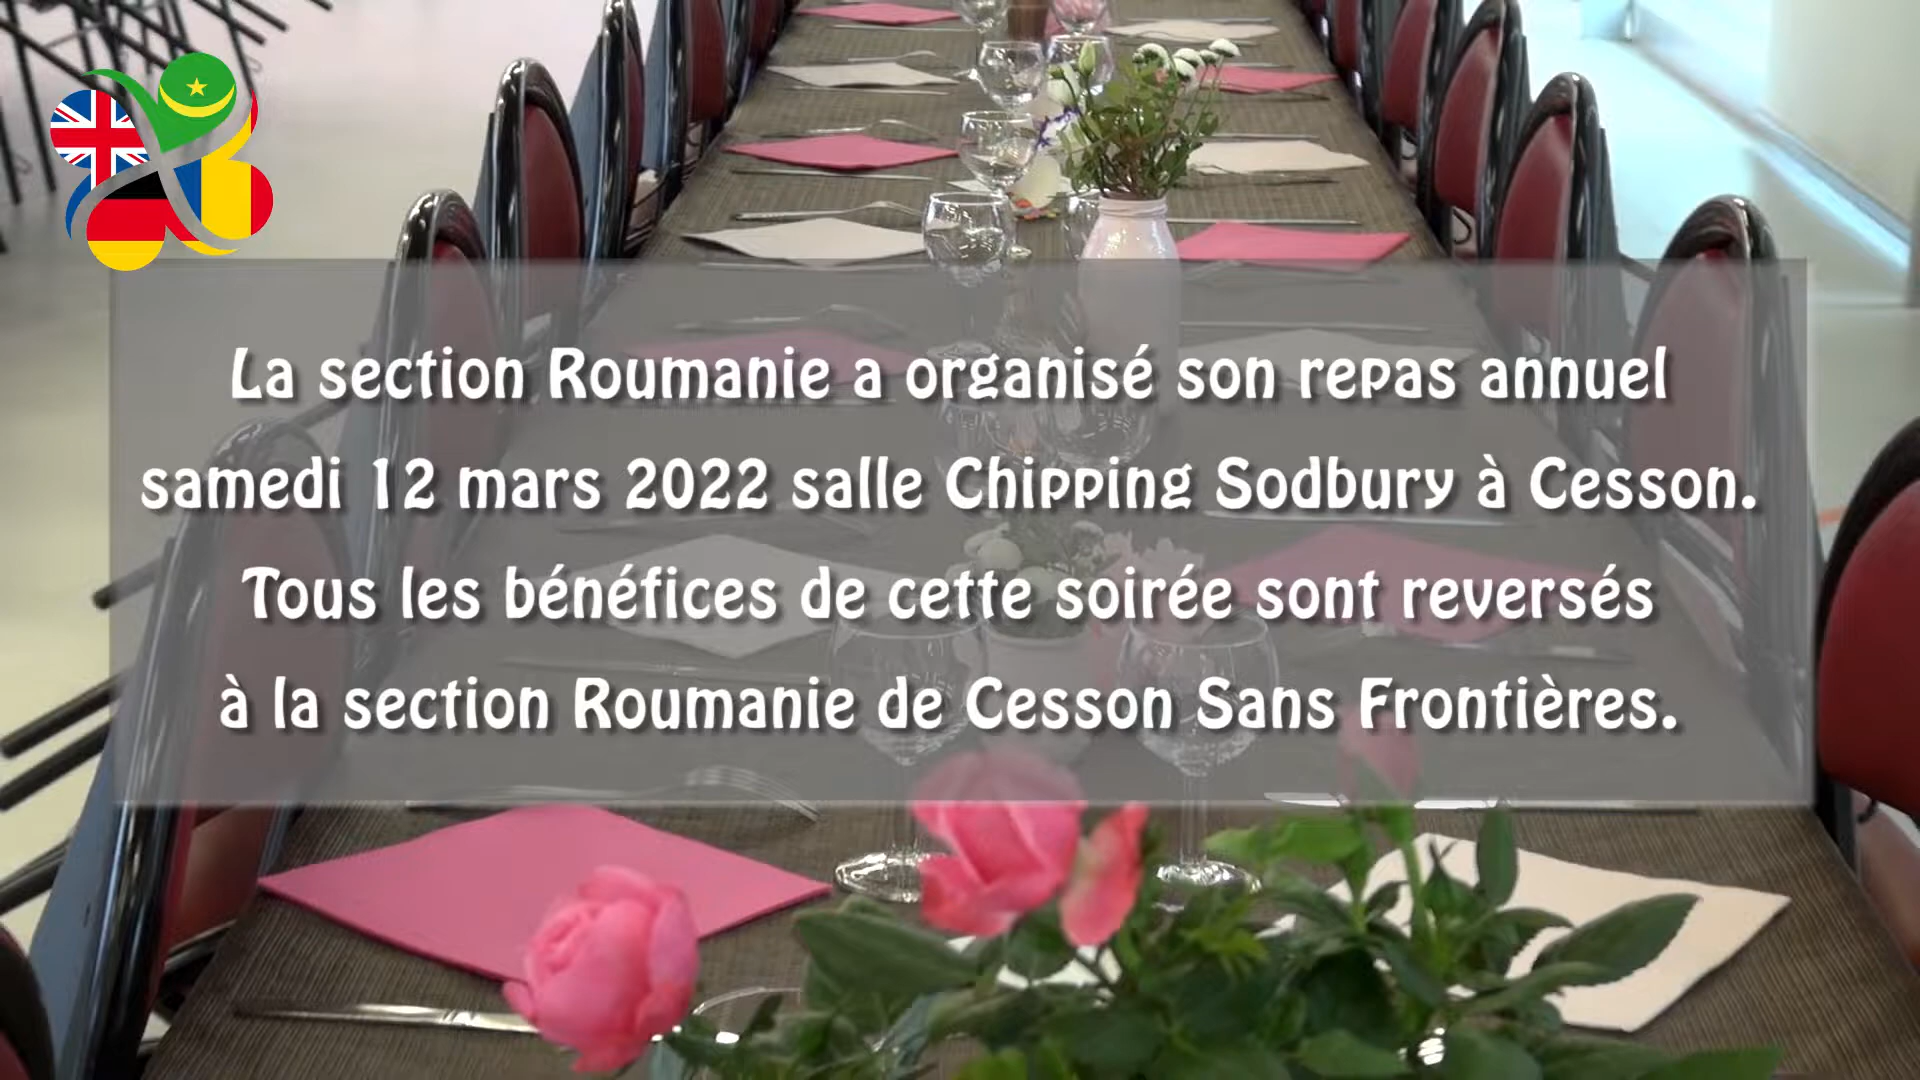 La section Roumanie a organisé son repas annuel
samedi 12 mars 2022 salle Chipping Sodbury à Cesson.
Tous les bénéfices de cette soirée sont reversés
à la section Roumanie de Cesson Sans Frontières.